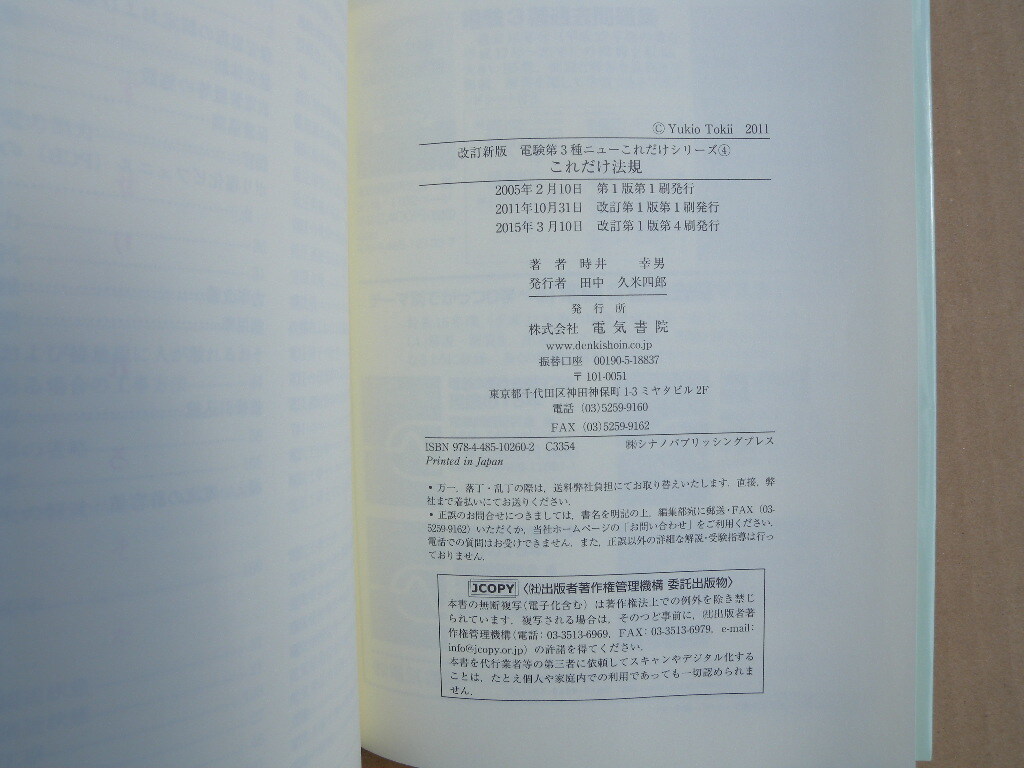 © Yukio Tokii 2011
改訂新版 電験第3種ニューこれだけシリーズ④
これだけ法規
2005年2月10日 第1版第1刷発行
2011年10月31日 改訂第1版第1刷発行
2015年3月10日 改訂第1版第4刷発行
著者 時井 幸男
発行者 田中 久米四郎
発行所
株式会社 電気書院
www.denkishoin.co.jp
振替口座 00190-5-18837
〒101-0051
東京都千代田区神田神保町1-3ミヤタビル2F
電話 (03)5259-9160
FAX (03)5259-9162
ISBN 978-4-485-10260-2 C3354 ㈱シナノパブリッシングプレス
Printed in Japan
• 万一，落丁・乱丁の際は，送料弊社負担にてお取り替えいたします．直接，弊
社まで着払いにてお送りください．
• 正誤のお問合せにつきましては，書名を明記の上，編集部宛に郵送・FAX (03-
5259-9162) いただくか，当社ホームページの「お問い合わせ」をご利用ください．
電話での質問はお受けできません．また，正誤以外の詳細な解説・受験指導は行っ
ておりません．
JCOPY 〈㈳出版者著作権管理機構 委託出版物〉
本書の無断複写(電子化含む)は著作権法上での例外を除き禁じ
られています．複写される場合は，そのつど事前に，㈳出版者著
作権管理機構(電話：03-3513-6969，FAX：03-3513-6979，e-mail：
info@jcopy.or.jp)の許諾を得てください．
本書を代行業者等の第三者に依頼してスキャンやデジタル化する
ことは，たとえ個人や家庭内での利用であっても一切認められま
せん．